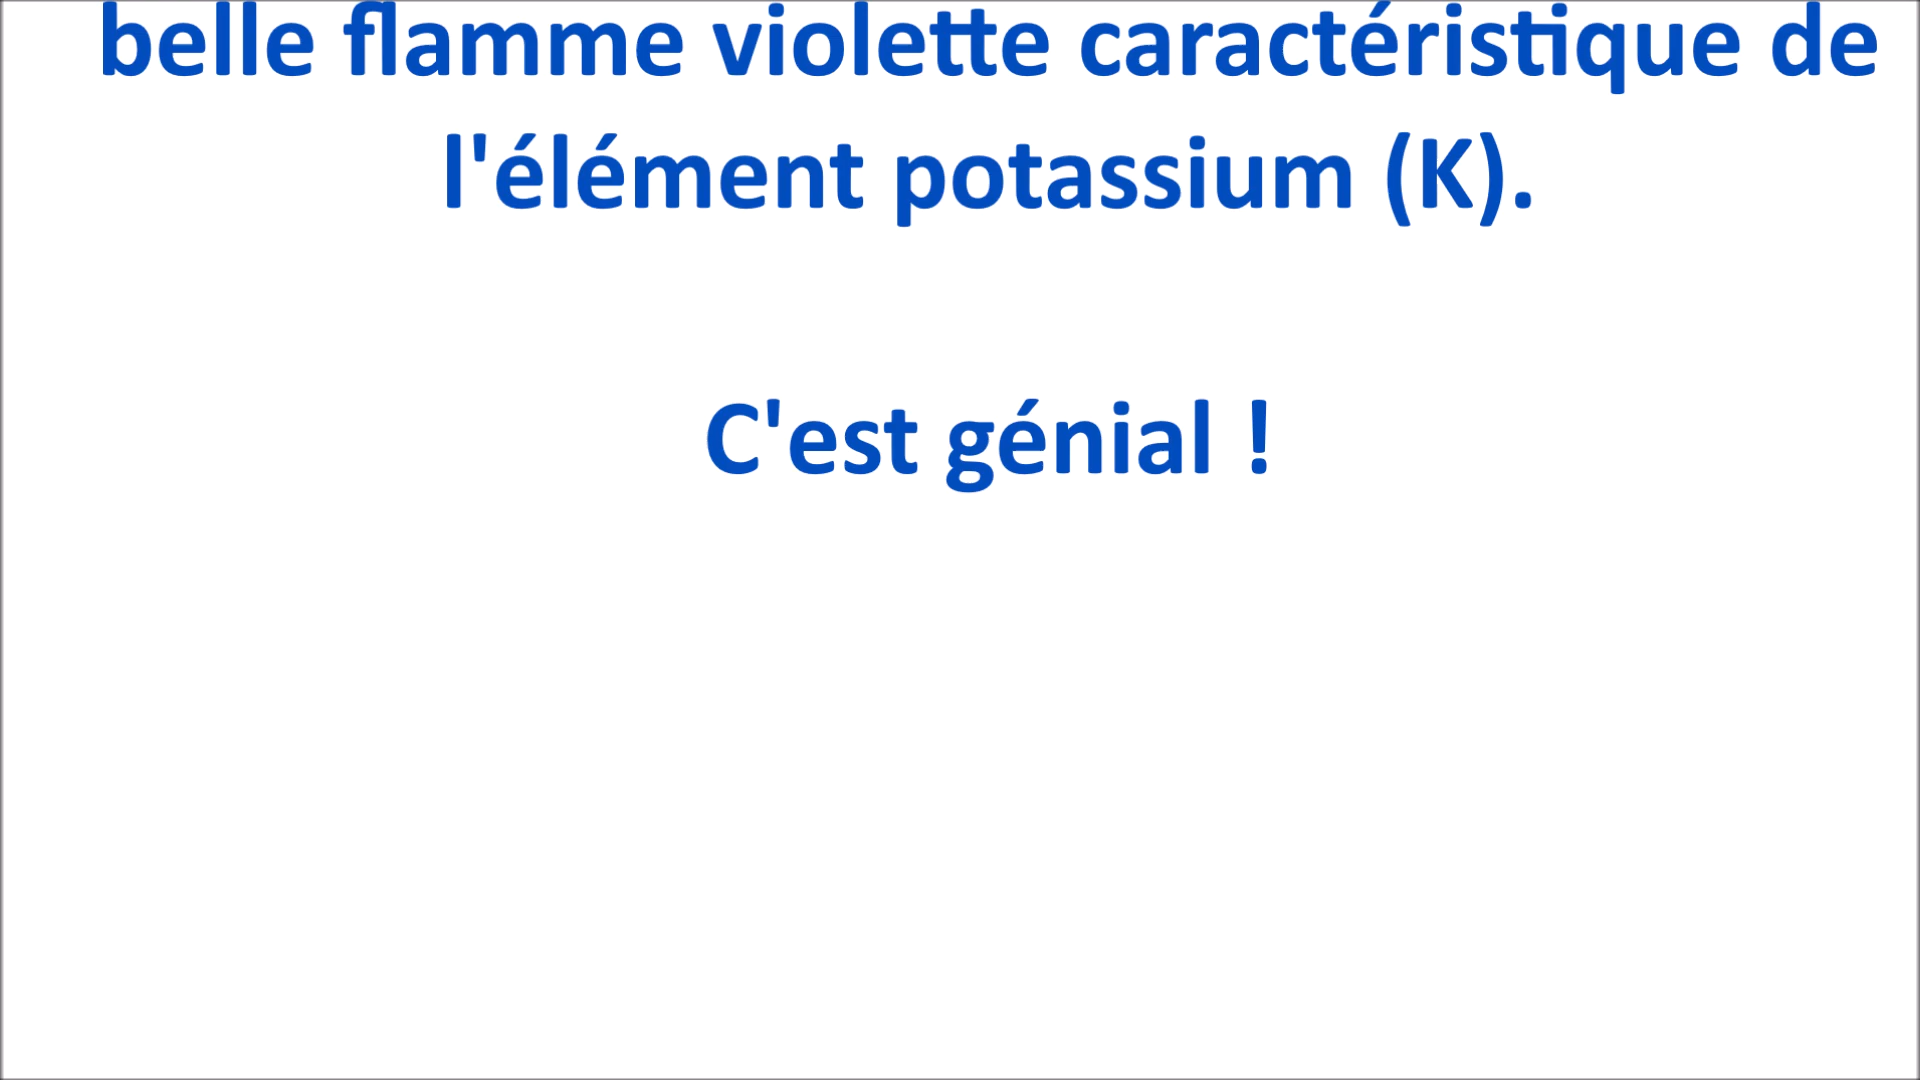 belle flamme violette caractéristique de
l'élément potassium (K).
C'est génial !